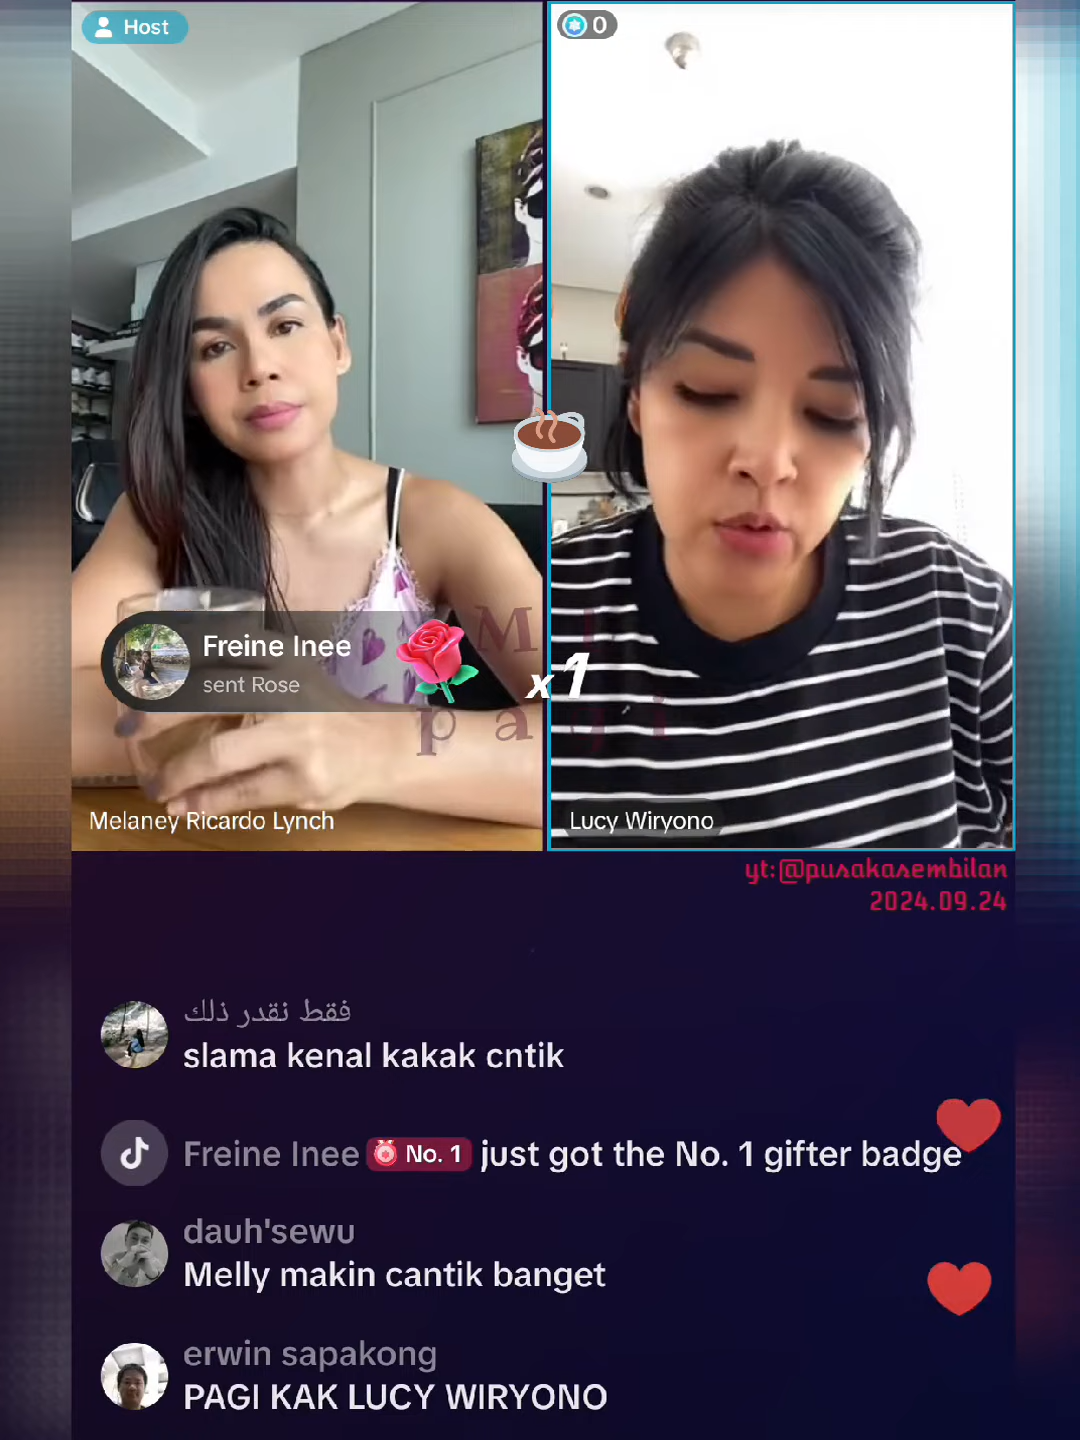 Host
0
Freine Inee
sent Rose
x1
Melaney Ricardo Lynch
Lucy Wiryono
yt:@pusakasembilan
2024.09.24
فقط نقدر ذلك
slama kenal kakak cntik
Freine Inee No. 1 just got the No. 1 gifter badge
dauh'sewu
Melly makin cantik banget
erwin sapakong
PAGI KAK LUCY WIRYONO